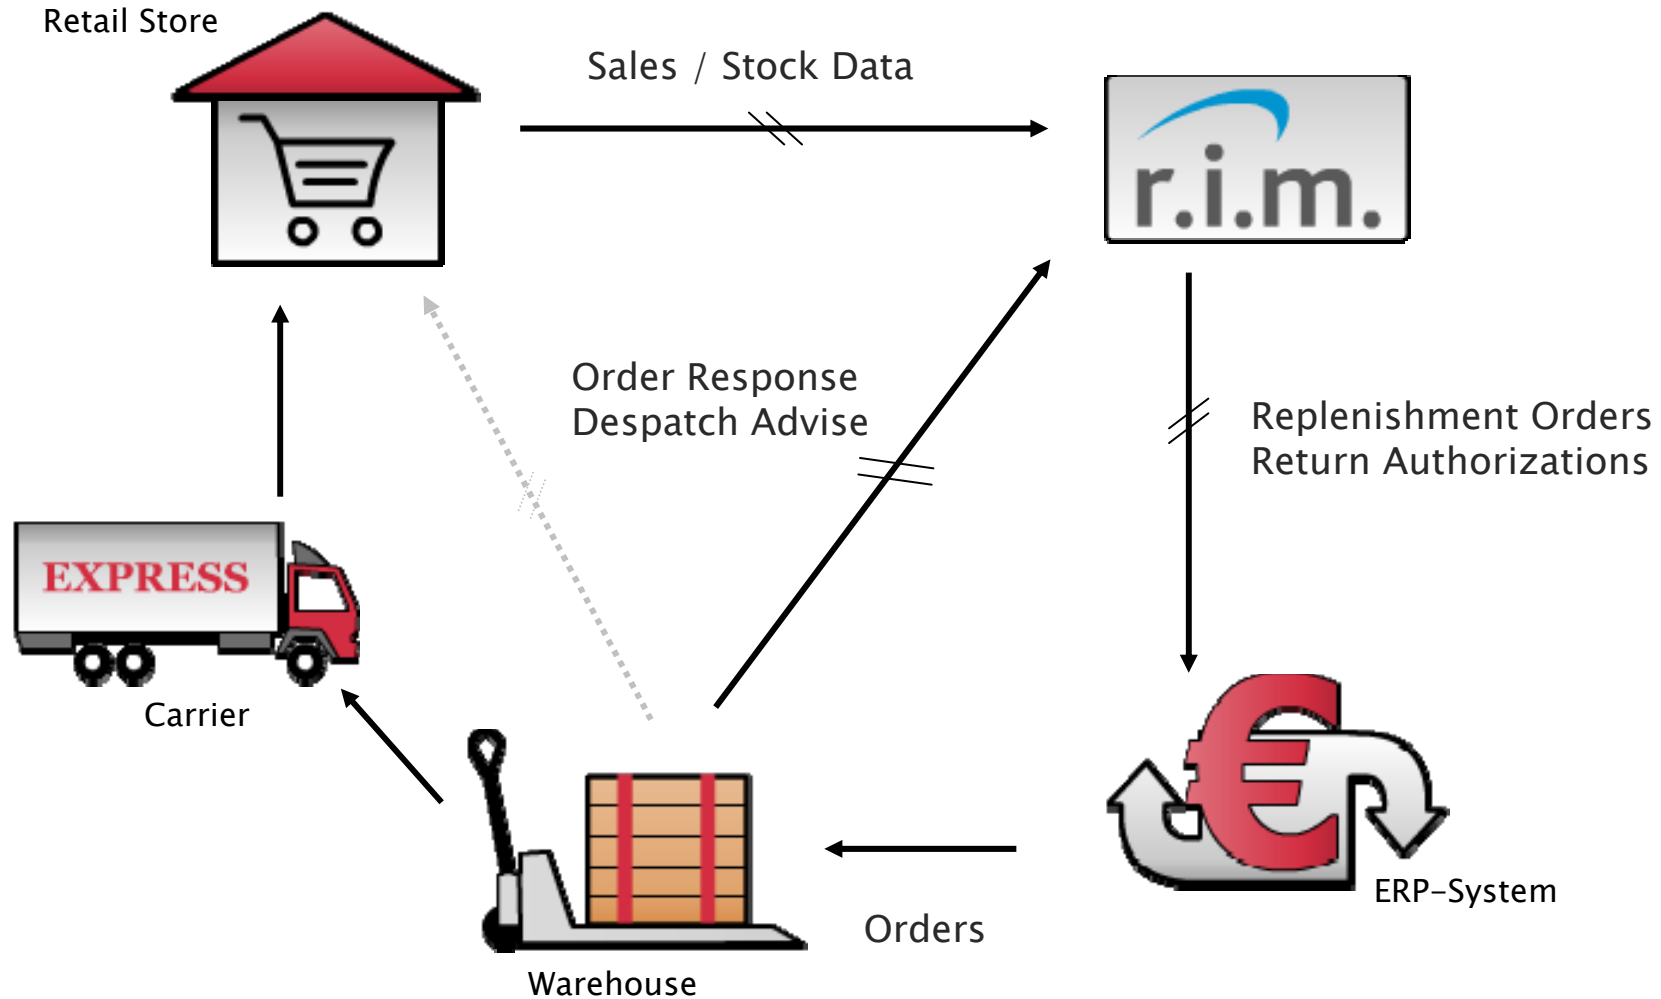 Retail Store
Sales / Stock Data
r.i.m.
Order Response
Despatch Advise
Replenishment Orders
Return Authorizations
EXPRESS
Carrier
€
ERP-System
Orders
Warehouse